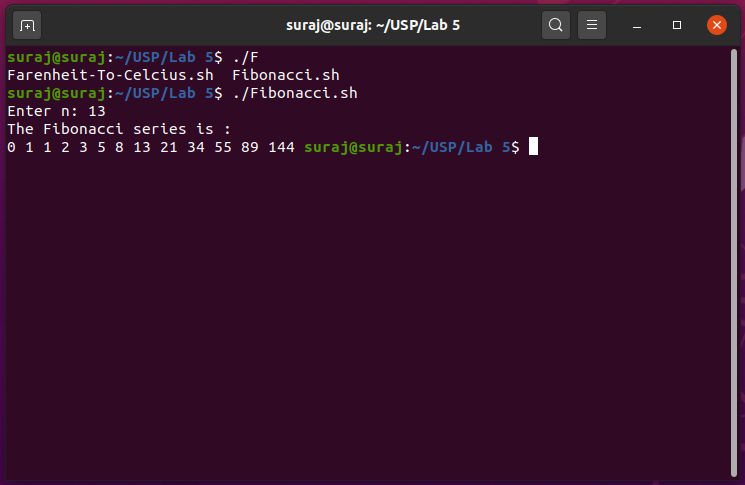 suraj@suraj: ~/USP/Lab 5
suraj@suraj:~/USP/Lab 5$ ./F
Farenheit-To-Celcius.sh  Fibonacci.sh
suraj@suraj:~/USP/Lab 5$ ./Fibonacci.sh
Enter n: 13
The Fibonacci series is :
0 1 1 2 3 5 8 13 21 34 55 89 144 suraj@suraj:~/USP/Lab 5$